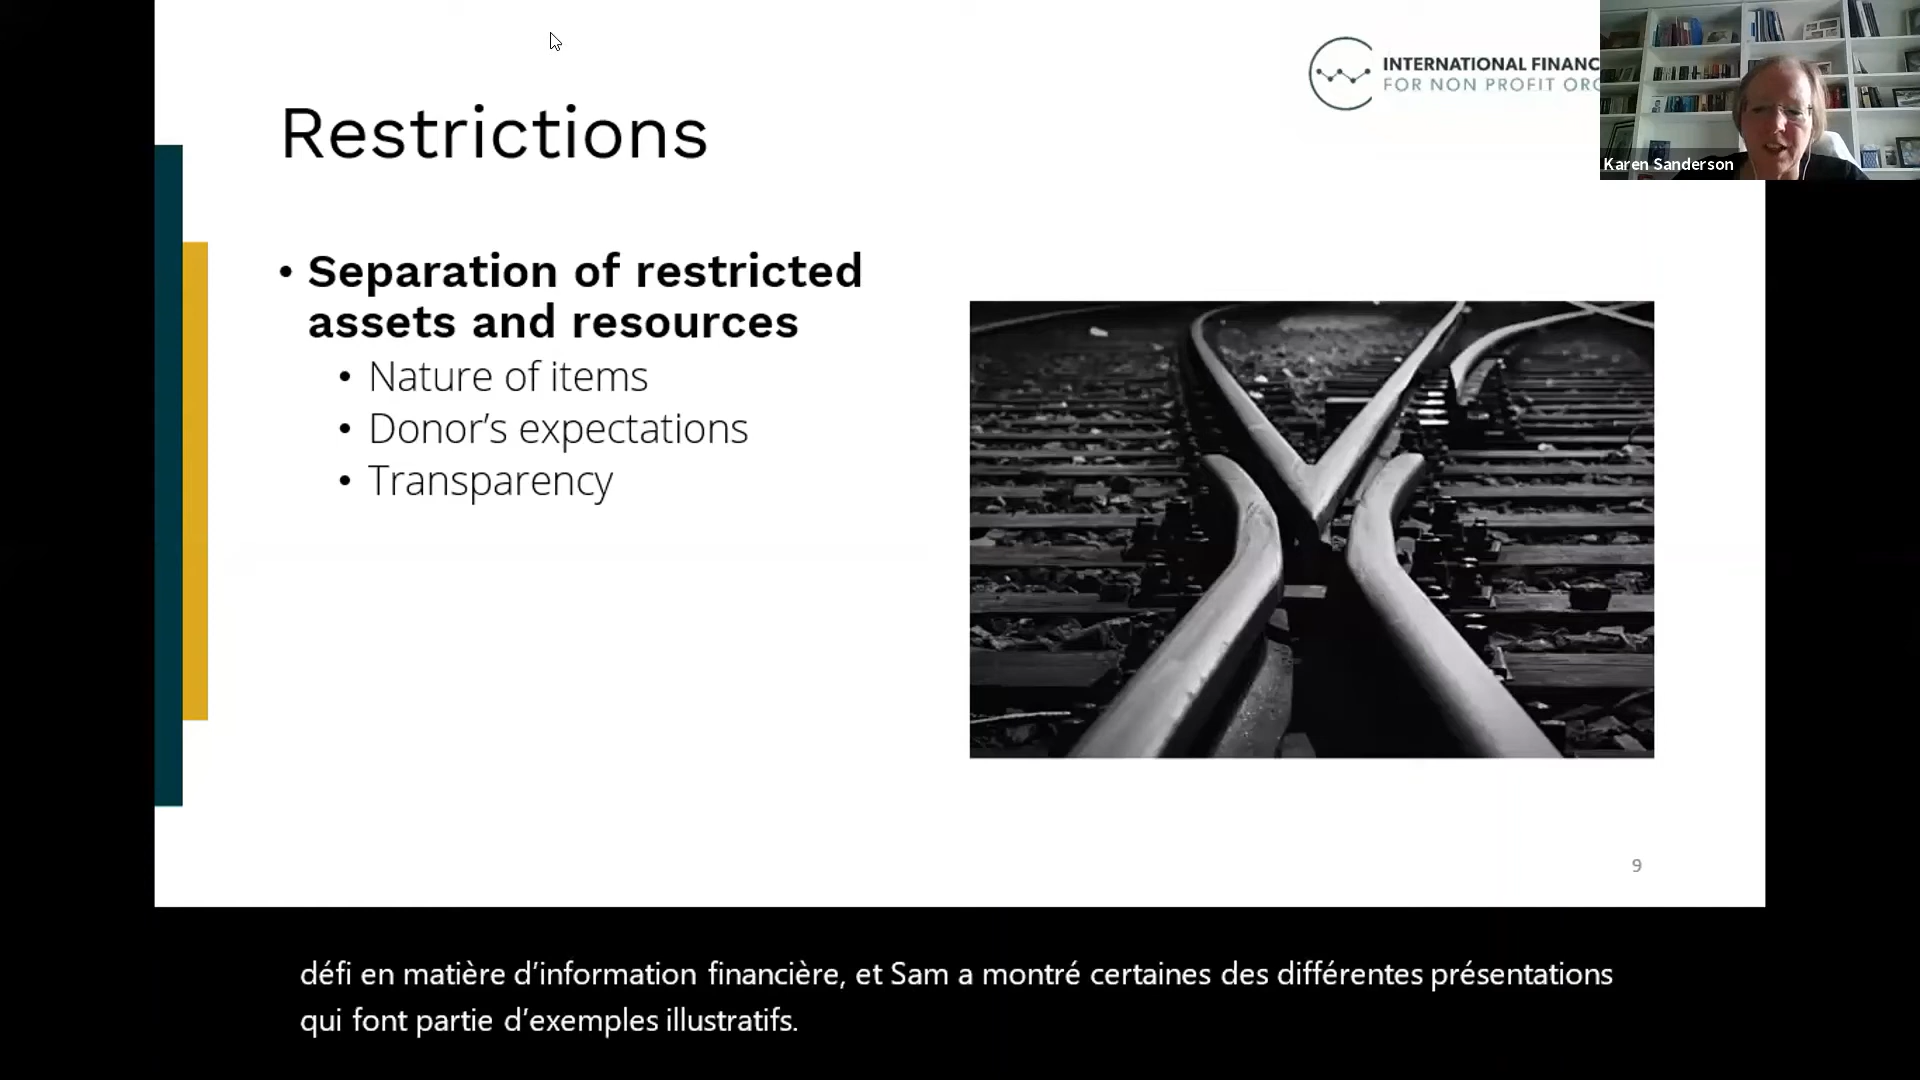 INTERNATIONAL FINANC
FOR NON PROFIT ORG
Karen Sanderson
Restrictions
• Separation of restricted
assets and resources
• Nature of items
• Donor’s expectations
• Transparency
9
défi en matière d’information financière, et Sam a montré certaines des différentes présentations
qui font partie d’exemples illustratifs.